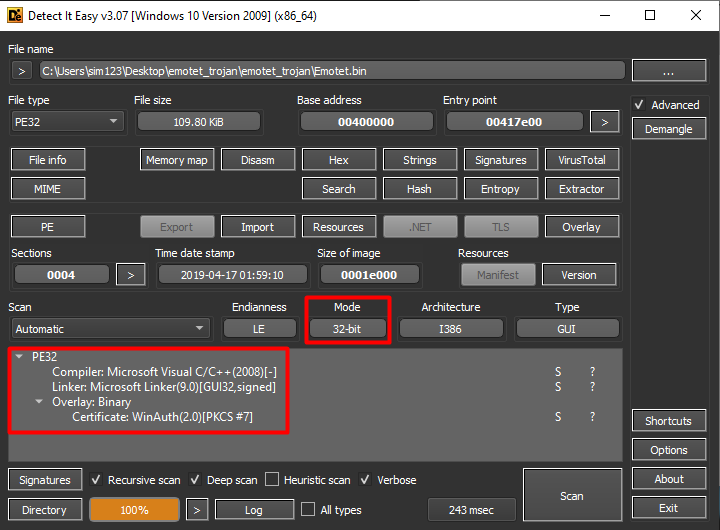 Detect It Easy v3.07 [Windows 10 Version 2009] (x86_64)
File name
> C:\Users\sim123\Desktop\emotet_trojan\emotet_trojan\Emotet.bin ...
File type File size Base address Entry point Advanced
PE32 109.80 KiB 00400000 00417e00 > Demangle
File info Memory map Disasm Hex Strings Signatures VirusTotal
MIME Search Hash Entropy Extractor
PE Export Import Resources .NET TLS Overlay
Sections Time date stamp Size of image Resources
0004 > 2019-04-17 01:59:10 0001e000 Manifest Version
Scan Endianness Mode Architecture Type
Automatic LE 32-bit I386 GUI
PE32
Compiler: Microsoft Visual C/C++(2008)[-] S ?
Linker: Microsoft Linker(9.0)[GUI32,signed] S ?
Overlay: Binary
Certificate: WinAuth(2.0)[PKCS #7] S ?
Shortcuts
Options
Signatures Recursive scan Deep scan Heuristic scan Verbose Scan About
Directory 100% > Log All types 243 msec Exit